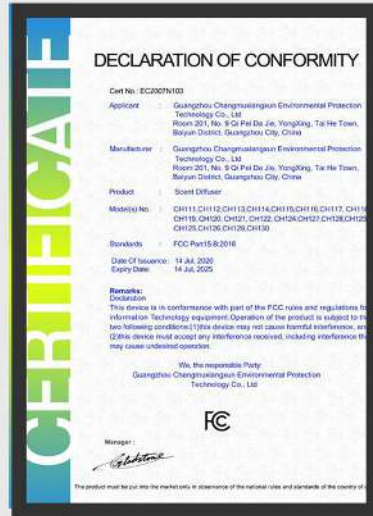 CERTIFICATE
DECLARATION OF CONFORMITY
Cert No.: EC2007N103
Applicant : Guangzhou Changmuxiangxun Environmental Protection
Technology Co., Ltd
Room 201, No. 9 Qi Pei Da Jie, YongXing, Tai He Town,
Baiyun District, Guangzhou City, China
Manufacturer : Guangzhou Changmuxiangxun Environmental Protection
Technology Co., Ltd
Room 201, No. 9 Qi Pei Da Jie, YongXing, Tai He Town,
Baiyun District, Guangzhou City, China
Product : Scent Diffuser
Model(s) No. : CH111,CH112,CH113,CH114,CH115,CH116,CH117, CH118
CH119, CH120, CH121, CH122, CH124,CH127,CH128,CH123
CH125,CH126,CH129,CH130
Standards : FCC Part15:B:2016
Date Of Issuance : 14 Jul, 2020
Expiry Date: 14 Jul, 2025
Remarks:
Declaration
This device is in conformance with part of the FCC rules and regulations fo
information Technology equipment.Operation of the product is subject to the
two following conditions:(1)this device may not cause harmful interference, an
(2)this device must accept any interference received, including interference th
may cause undesired operation.
We, the responsible Party
Guangzhou Changmuxiangxun Environmental Protection
Technology Co., Ltd
FC
Manager :
The product must be put into the market only in observance of the national rules and standards of the country of